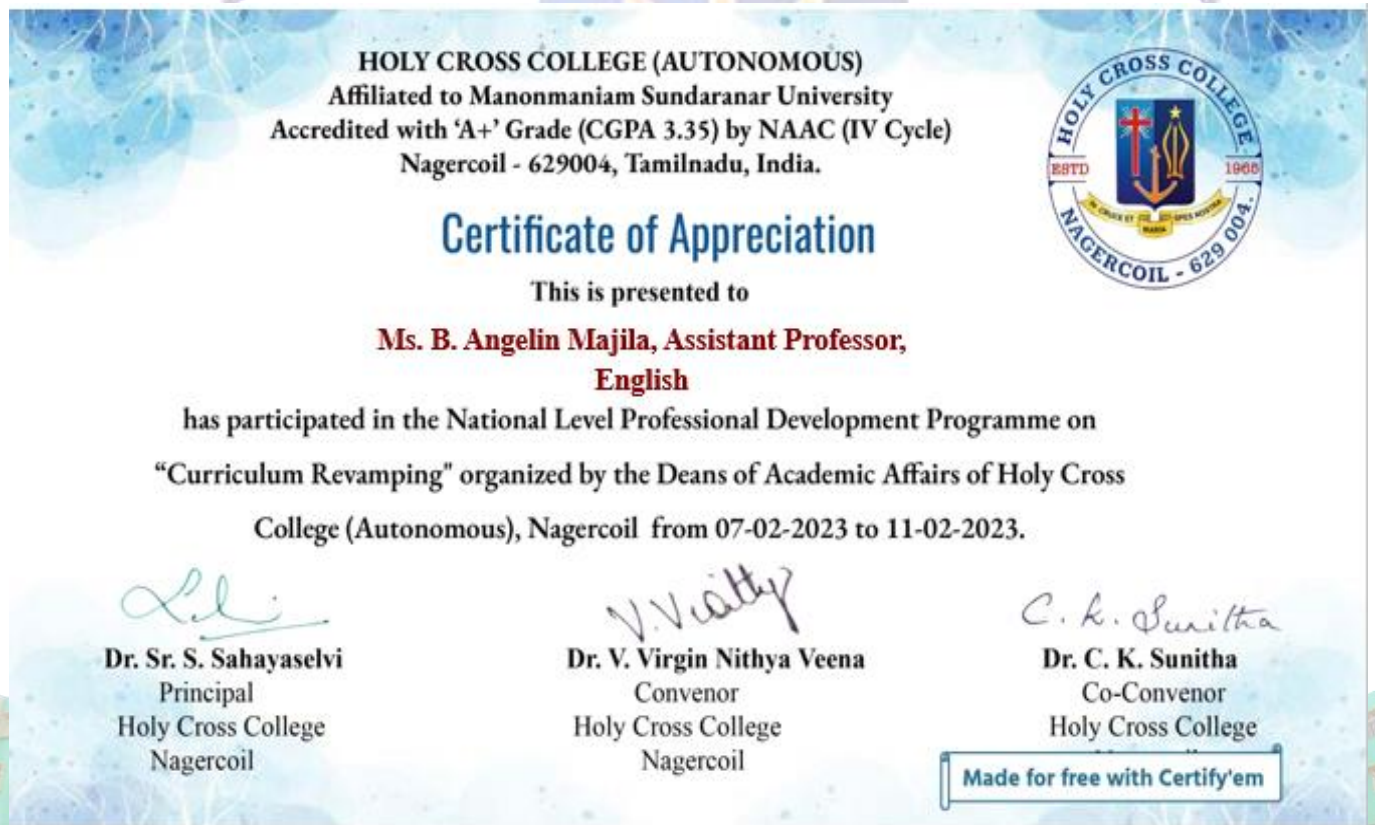 HOLY CROSS COLLEGE (AUTONOMOUS)
Affiliated to Manonmaniam Sundaranar University
Accredited with ‘A+’ Grade (CGPA 3.35) by NAAC (IV Cycle)
Nagercoil - 629004, Tamilnadu, India.
HOLY CROSS COLLEGE
ESTD
NAGERCOIL - 629 004.
Certificate of Appreciation
This is presented to
Ms. B. Angelin Majila, Assistant Professor,
English
has participated in the National Level Professional Development Programme on
“Curriculum Revamping" organized by the Deans of Academic Affairs of Holy Cross
College (Autonomous), Nagercoil from 07-02-2023 to 11-02-2023.
C. K. Sunitha
Dr. Sr. S. Sahayaselvi
Principal
Holy Cross College
Nagercoil
Dr. V. Virgin Nithya Veena
Convenor
Holy Cross College
Nagercoil
Dr. C. K. Sunitha
Co-Convenor
Holy Cross College
Made for free with Certify'em